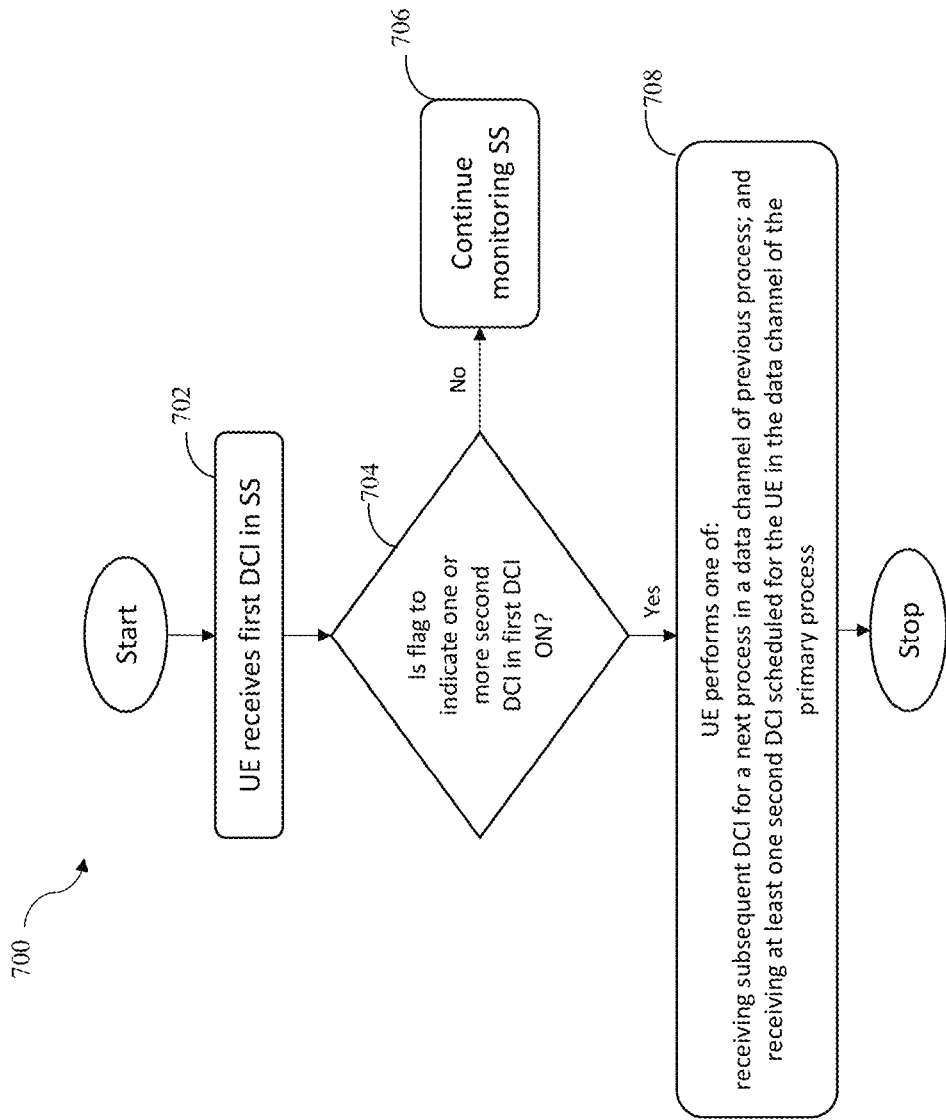 700
Start
702
UE receives first DCI in SS
704
Is flag to
indicate one or
more second
DCI in first DCI
ON?
No
706
Continue
monitoring SS
Yes
708
UE performs one of:
receiving subsequent DCI for a next process in a data channel of previous process; and
receiving at least one second DCI scheduled for the UE in the data channel of the
primary process
Stop